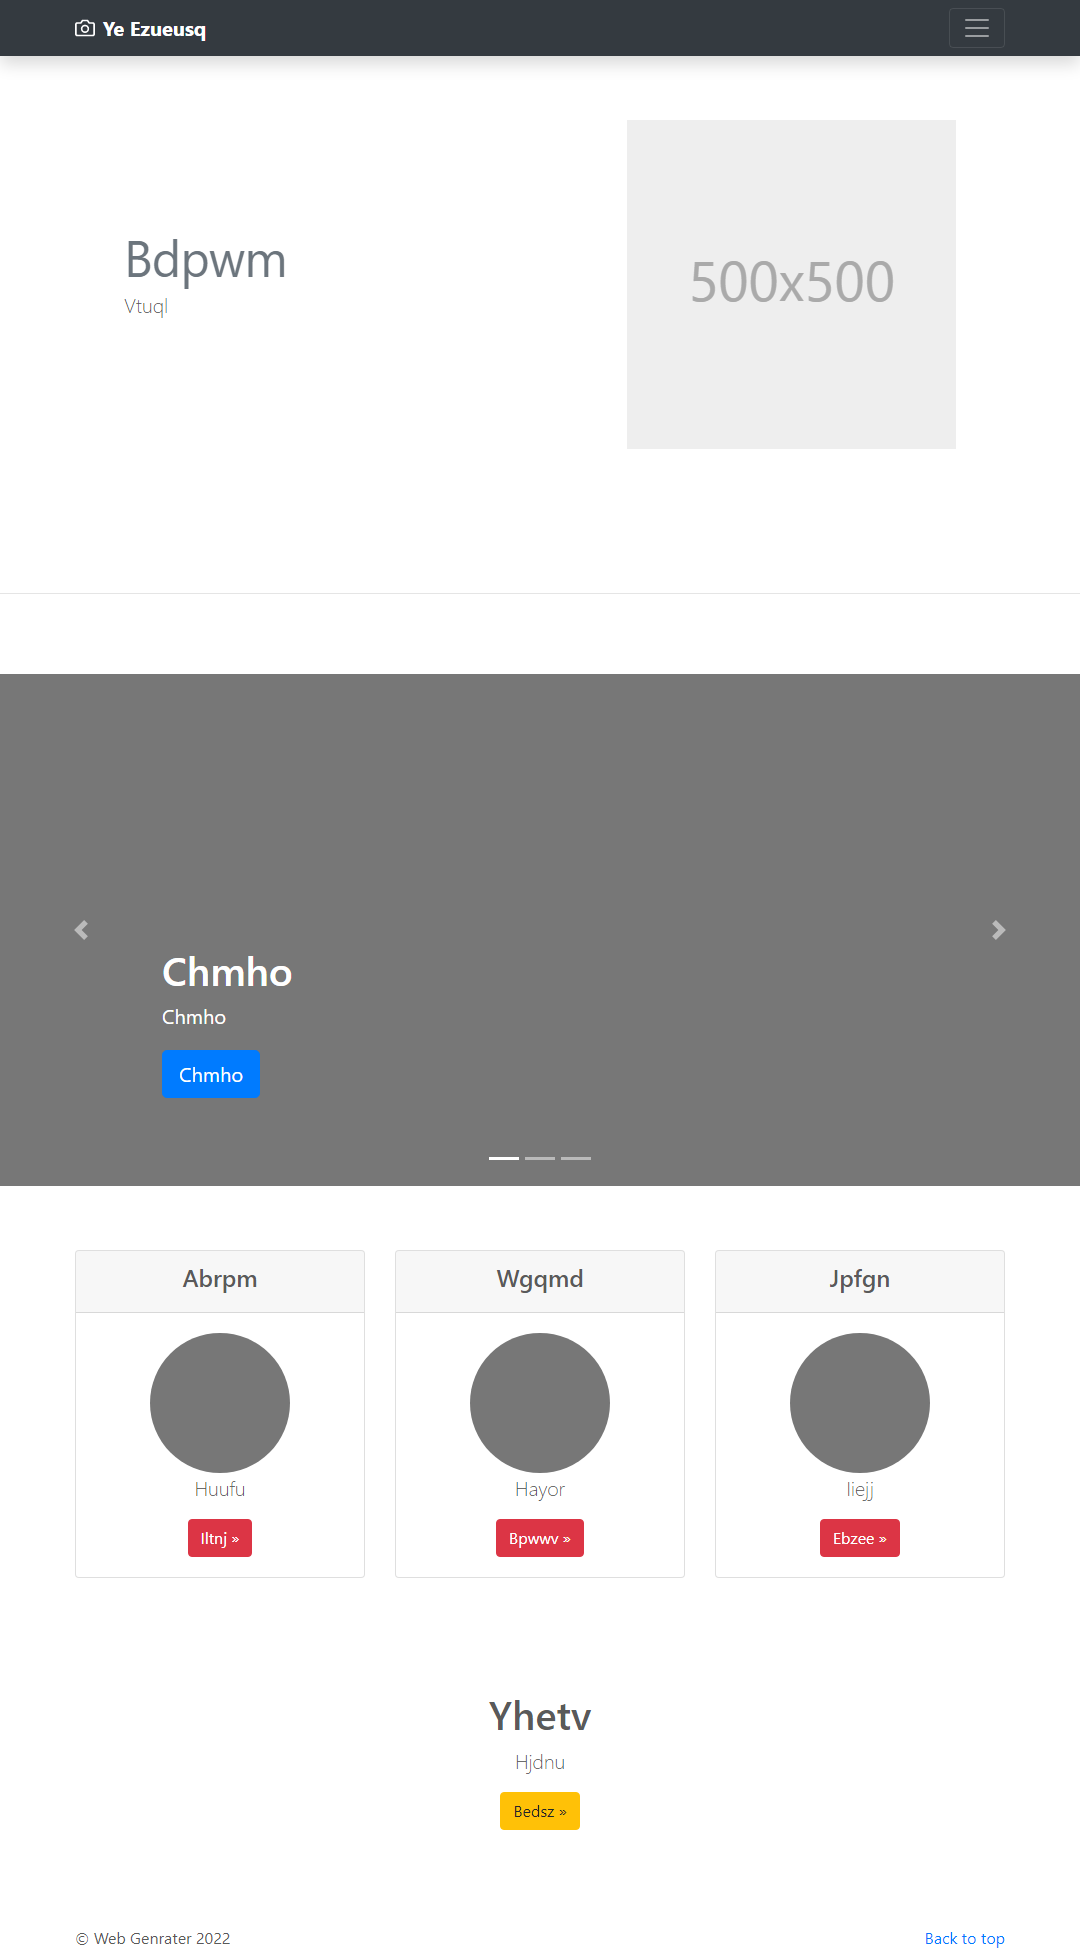 Ye Ezueusq
Bdpwm
Vtuql
500x500
Chmho
Chmho
Chmho
Abrpm
Huufu
Iltnj »
Wgqmd
Hayor
Bpwwv »
Jpfgn
Iiejj
Ebzee »
Yhetv
Hjdnu
Bedsz »
© Web Genrater 2022
Back to top